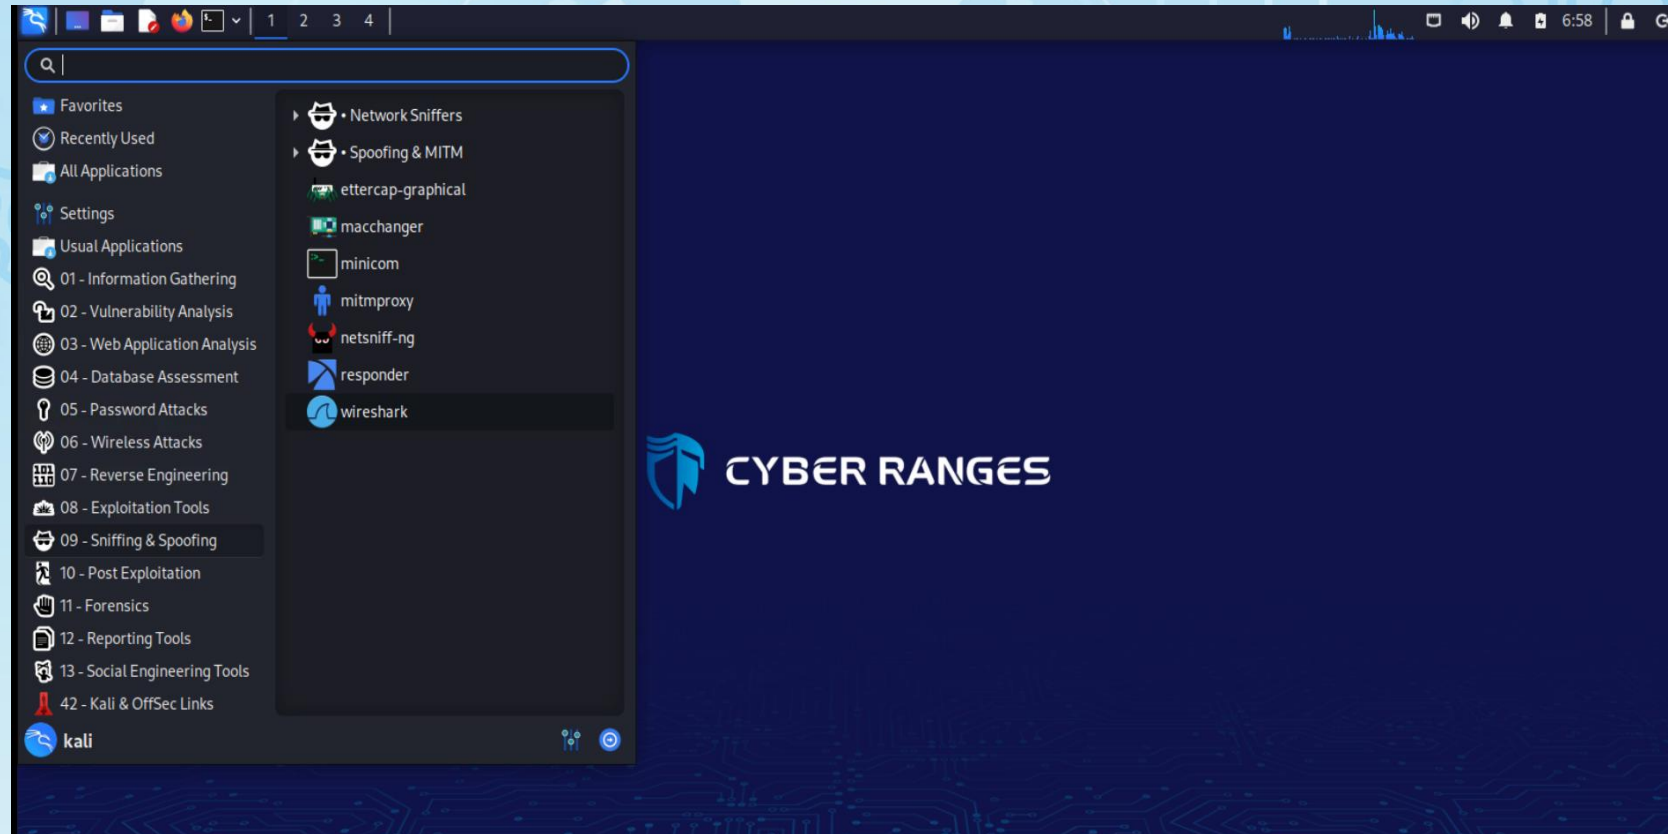 1 2 3 4
6:58
Favorites
Recently Used
All Applications
Settings
Usual Applications
01 - Information Gathering
02 - Vulnerability Analysis
03 - Web Application Analysis
04 - Database Assessment
05 - Password Attacks
06 - Wireless Attacks
07 - Reverse Engineering
08 - Exploitation Tools
09 - Sniffing & Spoofing
10 - Post Exploitation
11 - Forensics
12 - Reporting Tools
13 - Social Engineering Tools
42 - Kali & OffSec Links
kali
• Network Sniffers
• Spoofing & MITM
ettercap-graphical
macchanger
minicom
mitmproxy
netsniff-ng
responder
wireshark
CYBER RANGES